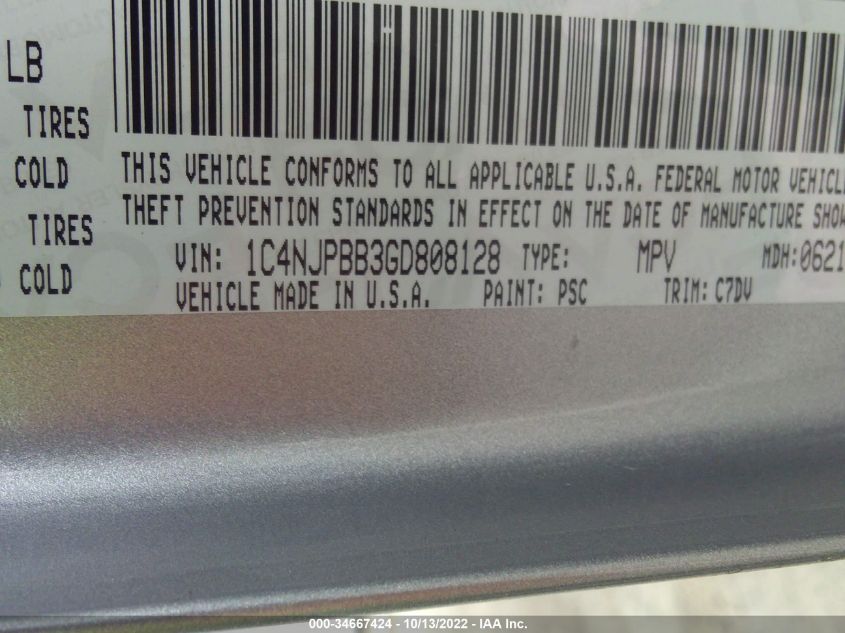 LB
TIRES
COLD
TIRES
COLD
THIS VEHICLE CONFORMS TO ALL APPLICABLE U.S.A. FEDERAL MOTOR VEHICLE
THEFT PREVENTION STANDARDS IN EFFECT ON THE DATE OF MANUFACTURE SHOW
VIN: 1C4NJPBB3GD808128 TYPE: MPV MDH:0621
VEHICLE MADE IN U.S.A. PAINT: PSC TRIM: C7DV
000-34667424 - 10/13/2022 - IAA Inc.